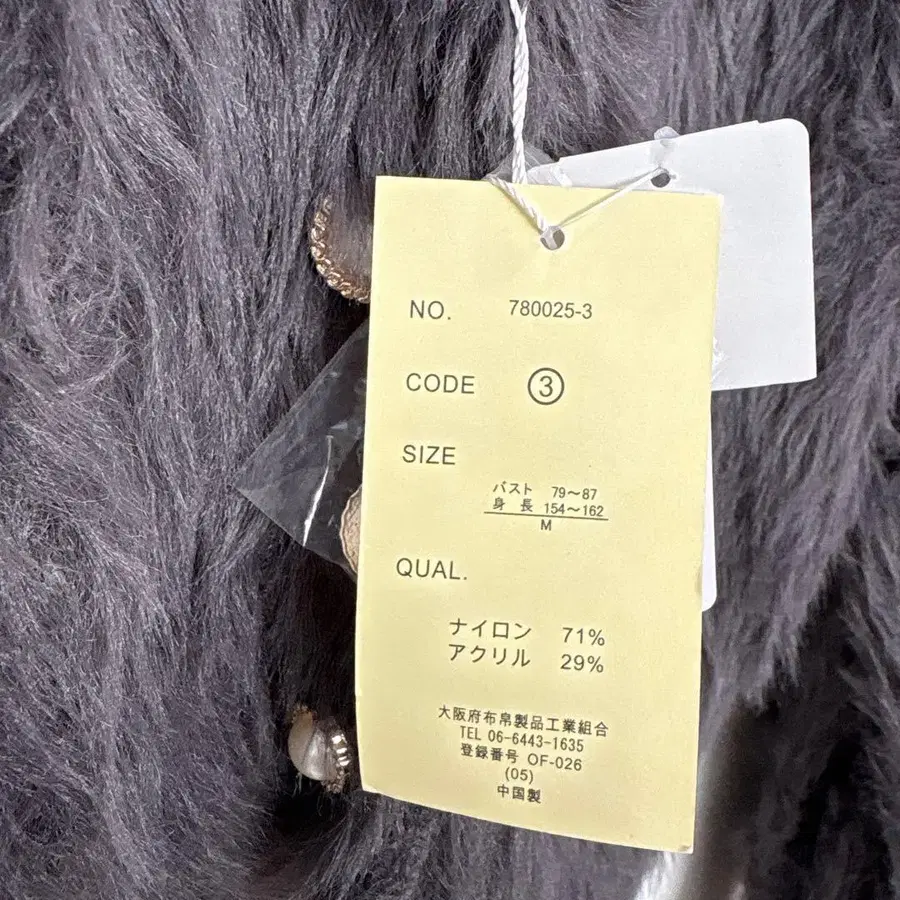 NO. 780025-3
CODE ③
SIZE
バスト 79～87
身長 154～162
M
QUAL.
ナイロン 71%
アクリル 29%
大阪府布帛製品工業組合
TEL 06-6443-1635
登録番号 OF-026
(05)
中国製